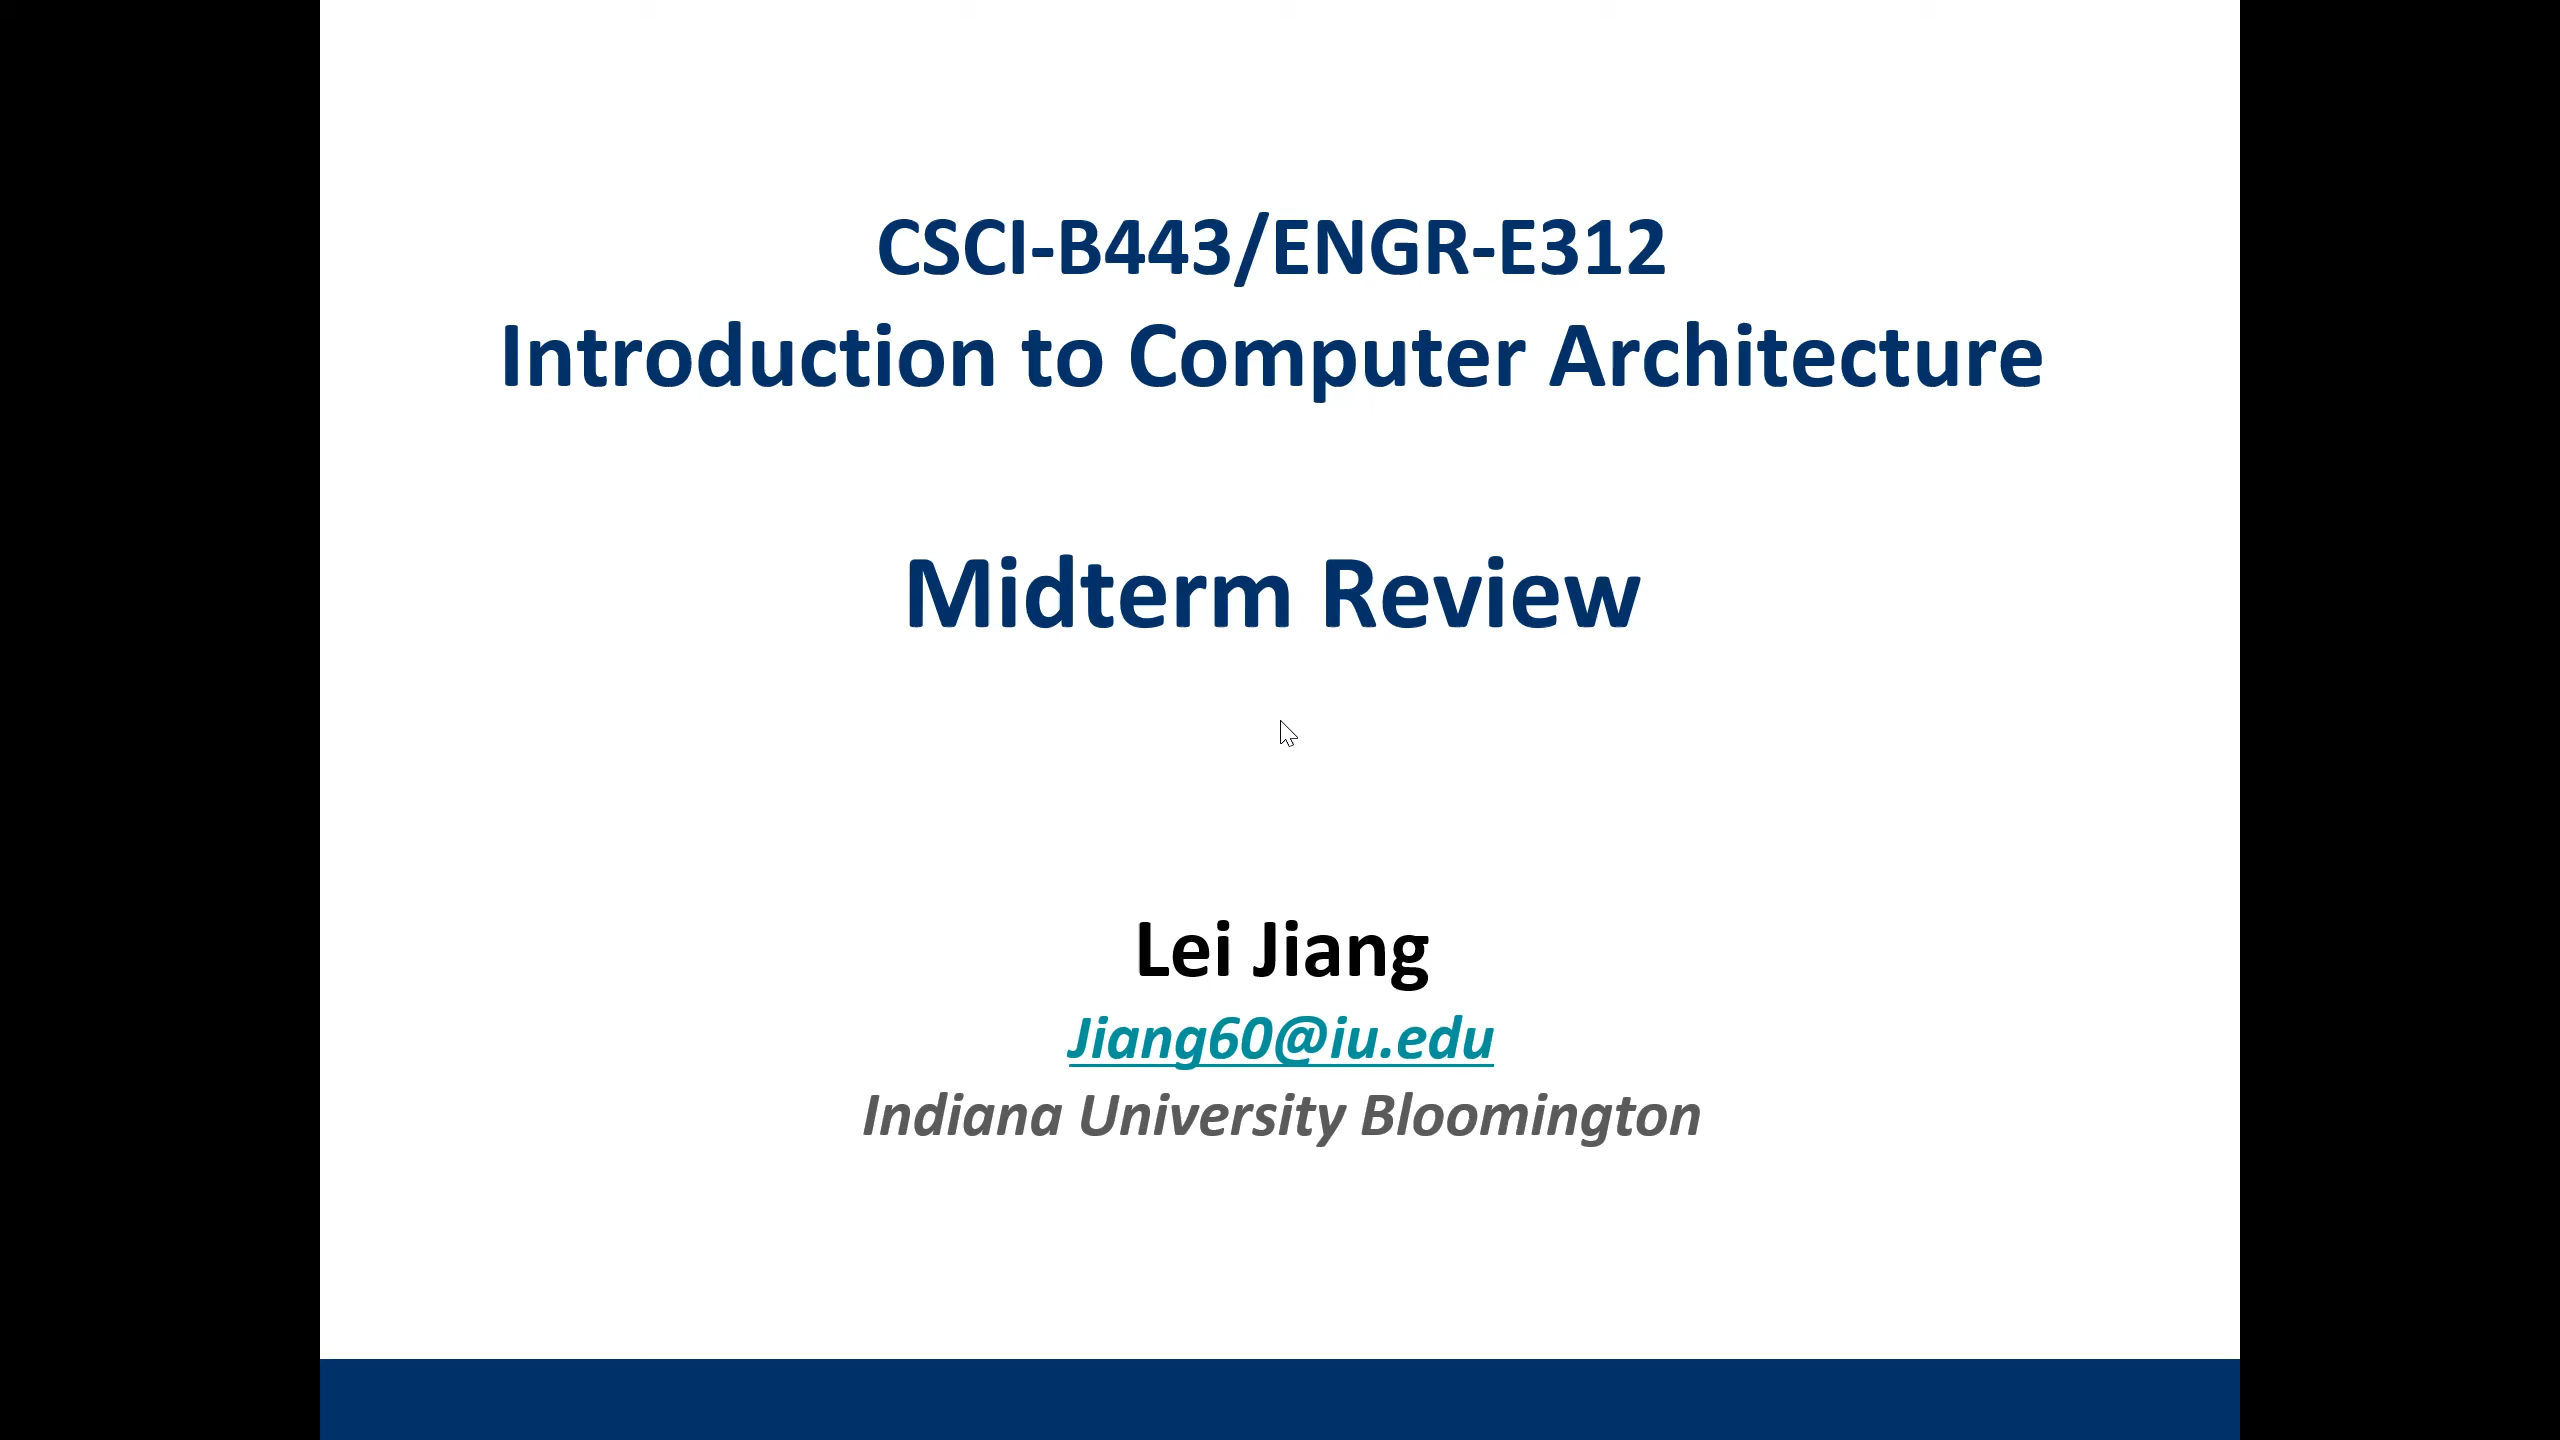 CSCI-B443/ENGR-E312
Introduction to Computer Architecture
Midterm Review
Lei Jiang
Jiang60@iu.edu
Indiana University Bloomington